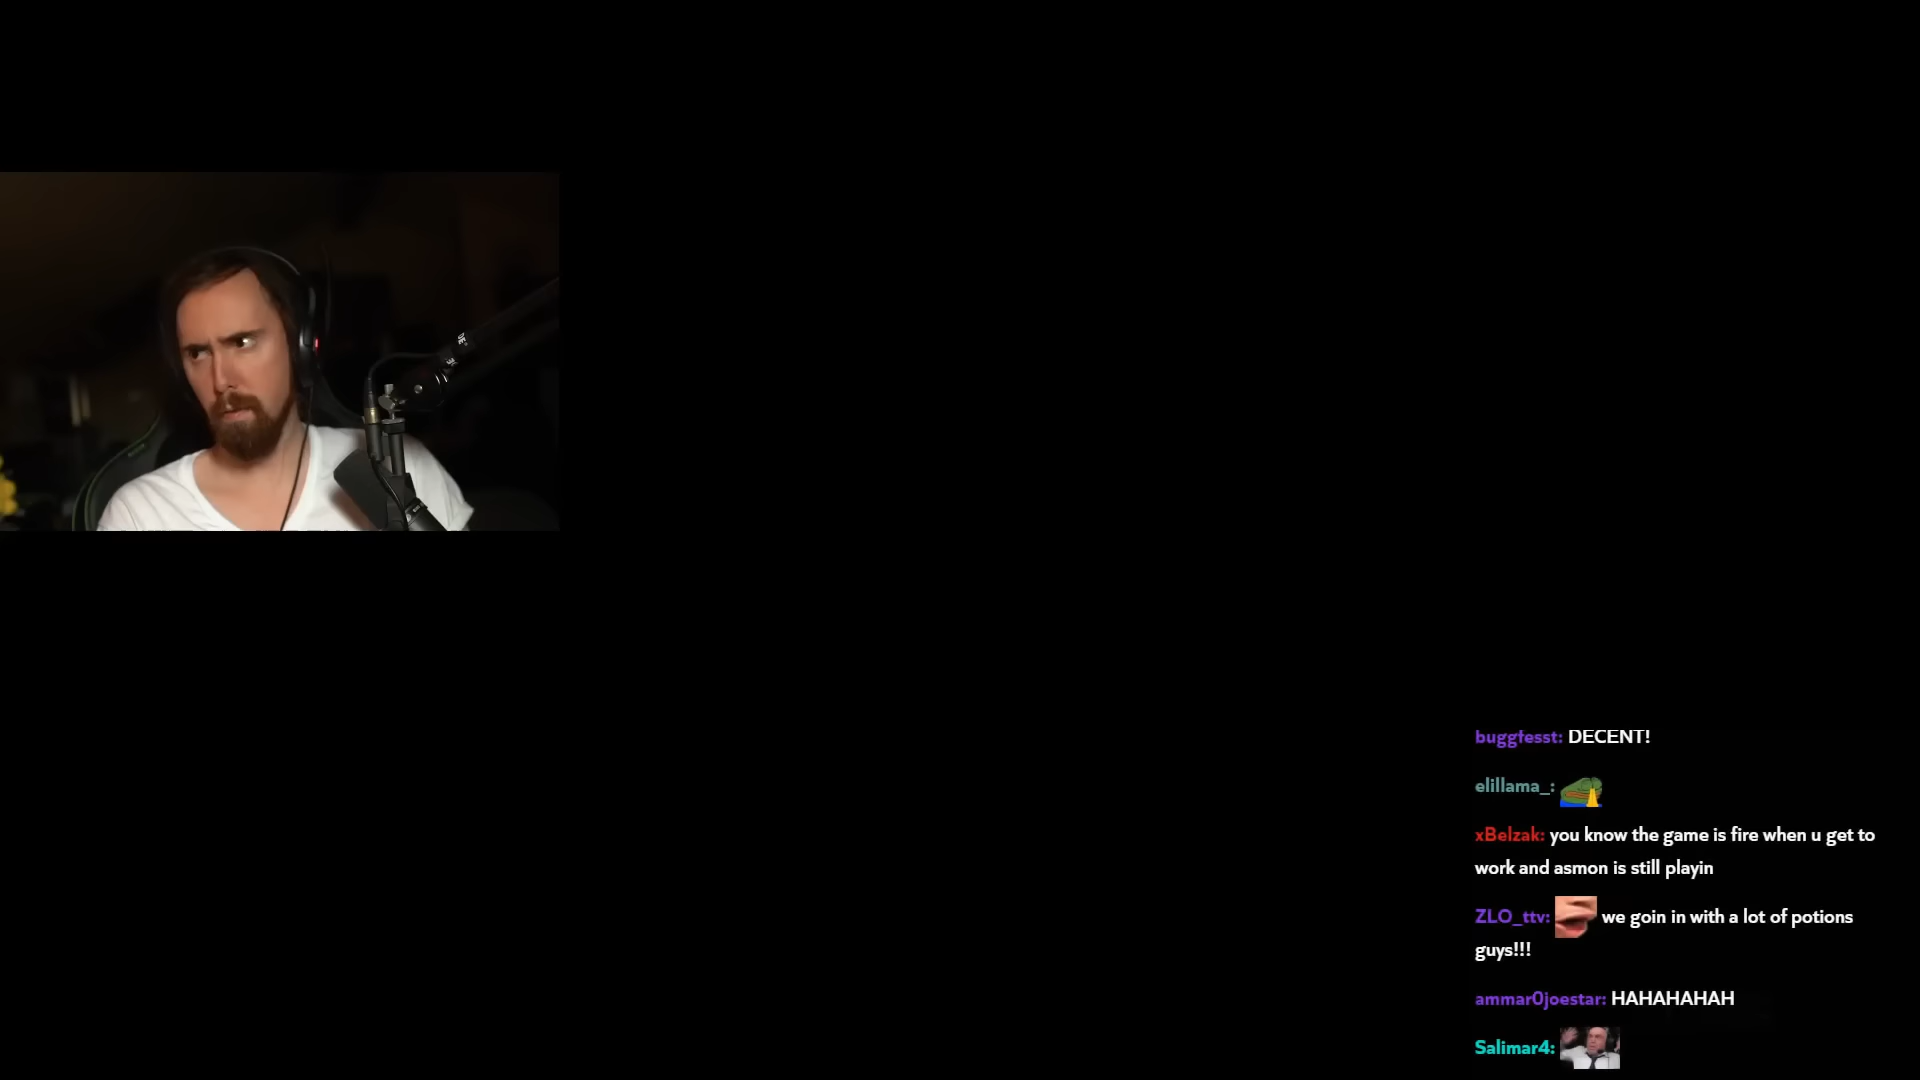 buggfesst: DECENT!
elillama_:
xBelzak: you know the game is fire when u get to
work and asmon is still playin
ZLO_ttv: we goin in with a lot of potions
guys!!!
ammar0joestar: HAHAHAHAH
Salimar4: